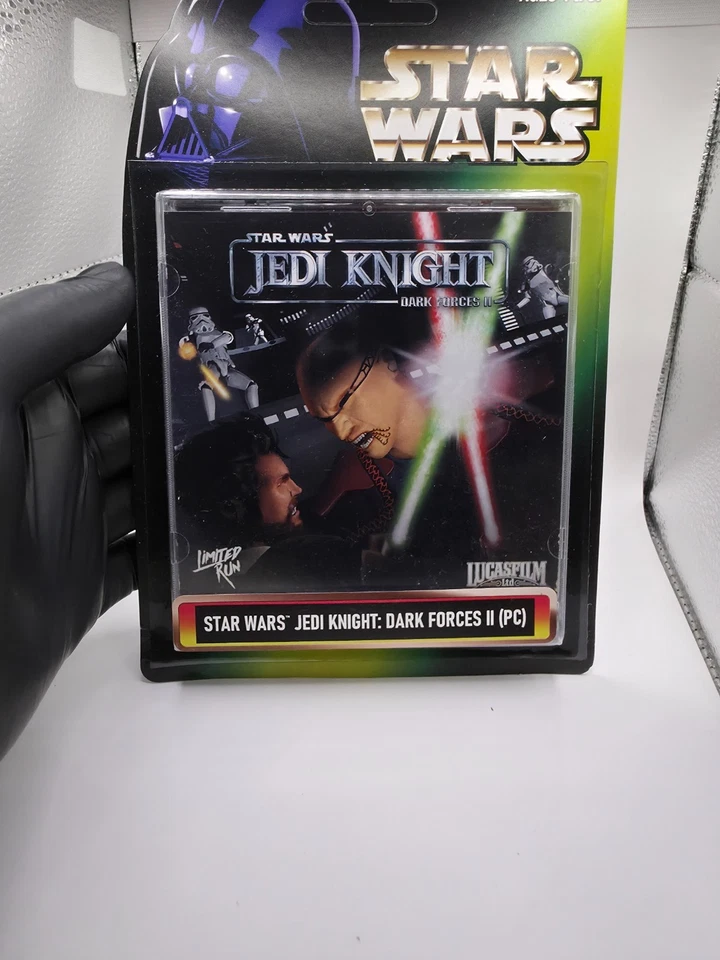 STAR
WARS
STAR WARS
JEDI KNIGHT
DARK FORCES II
LIMITED
RUN
LUCASFILM
Ltd
STAR WARS™ JEDI KNIGHT: DARK FORCES II (PC)